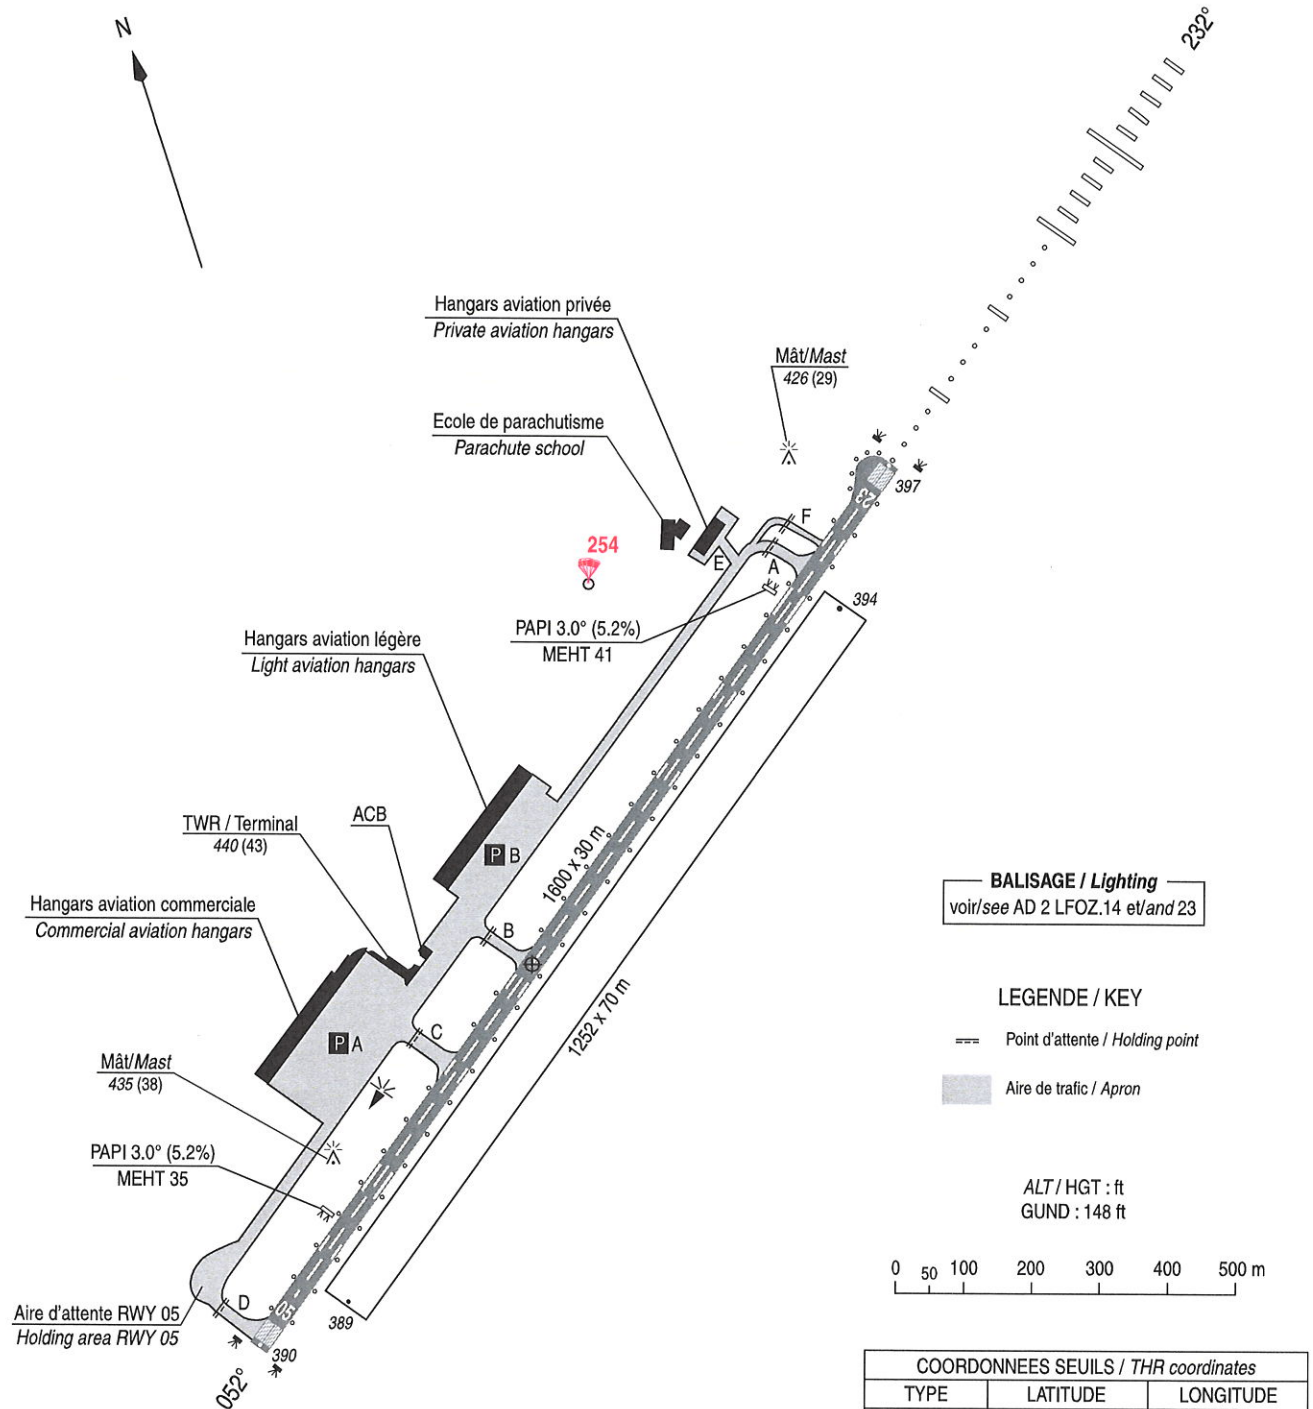 N
232°
Hangars aviation privée
Private aviation hangars
Mât/Mast
426 (29)
Ecole de parachutisme
Parachute school
397
23
F
254
E
A
394
PAPI 3.0° (5.2%)
MEHT 41
Hangars aviation légère
Light aviation hangars
TWR / Terminal
440 (43)
ACB
P B
1600 x 30 m
BALISAGE / Lighting
voir/see AD 2 LFOZ.14 et/and 23
Hangars aviation commerciale
Commercial aviation hangars
B
LEGENDE / KEY
1252 x 70 m
C
P A
Point d'attente / Holding point
Mât/Mast
435 (38)
Aire de trafic / Apron
PAPI 3.0° (5.2%)
MEHT 35
ALT / HGT : ft
GUND : 148 ft
0 50 100 200 300 400 500 m
D
05
Aire d'attente RWY 05
Holding area RWY 05
389
390
052°
COORDONNEES SEUILS / THR coordinates
TYPE LATITUDE LONGITUDE